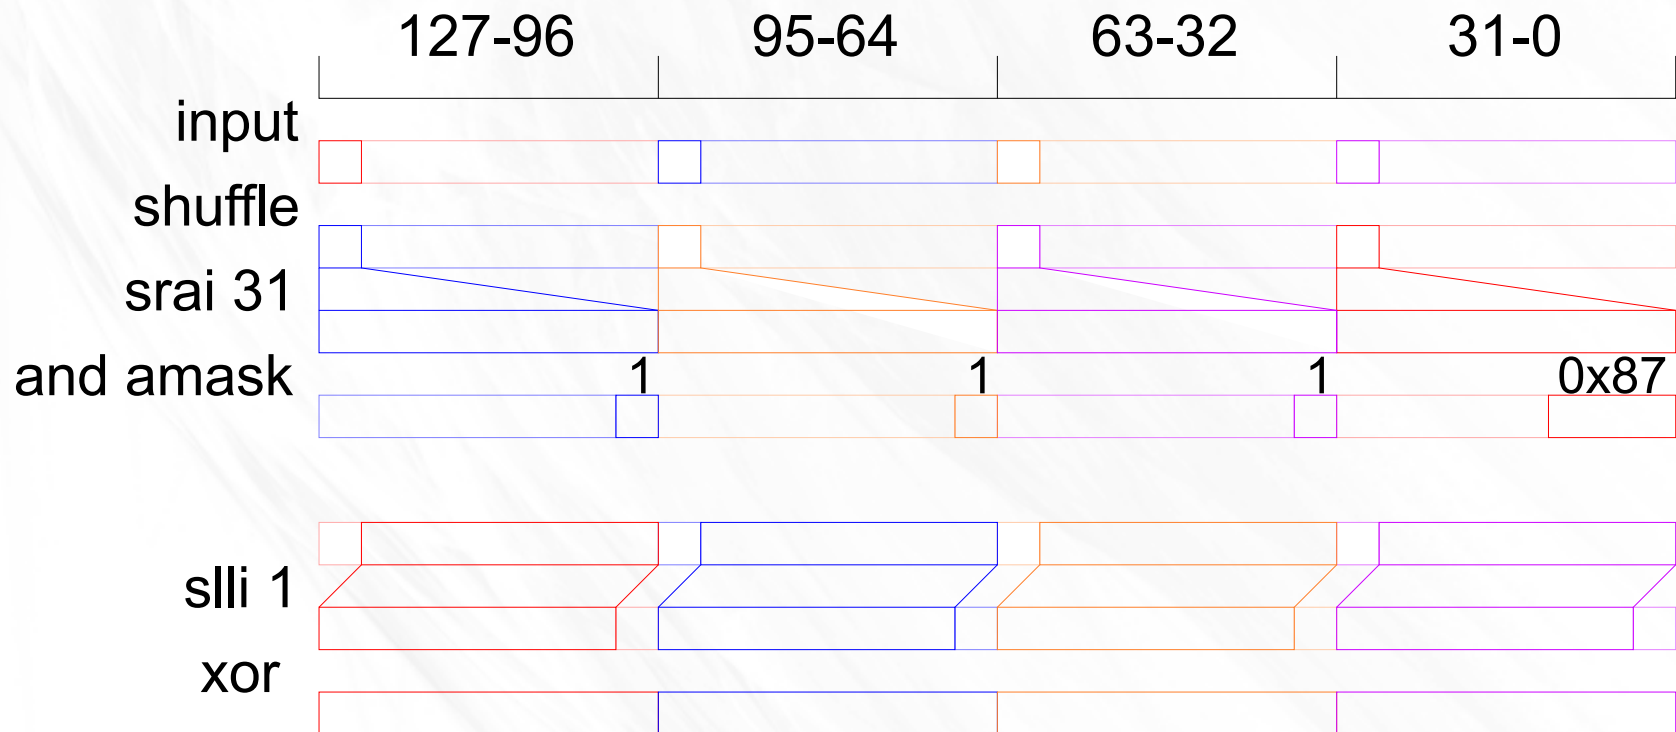 127-96 95-64 63-32 31-0
input
shuffle
srai 31
and amask 1 1 1 0x87
slli 1
xor